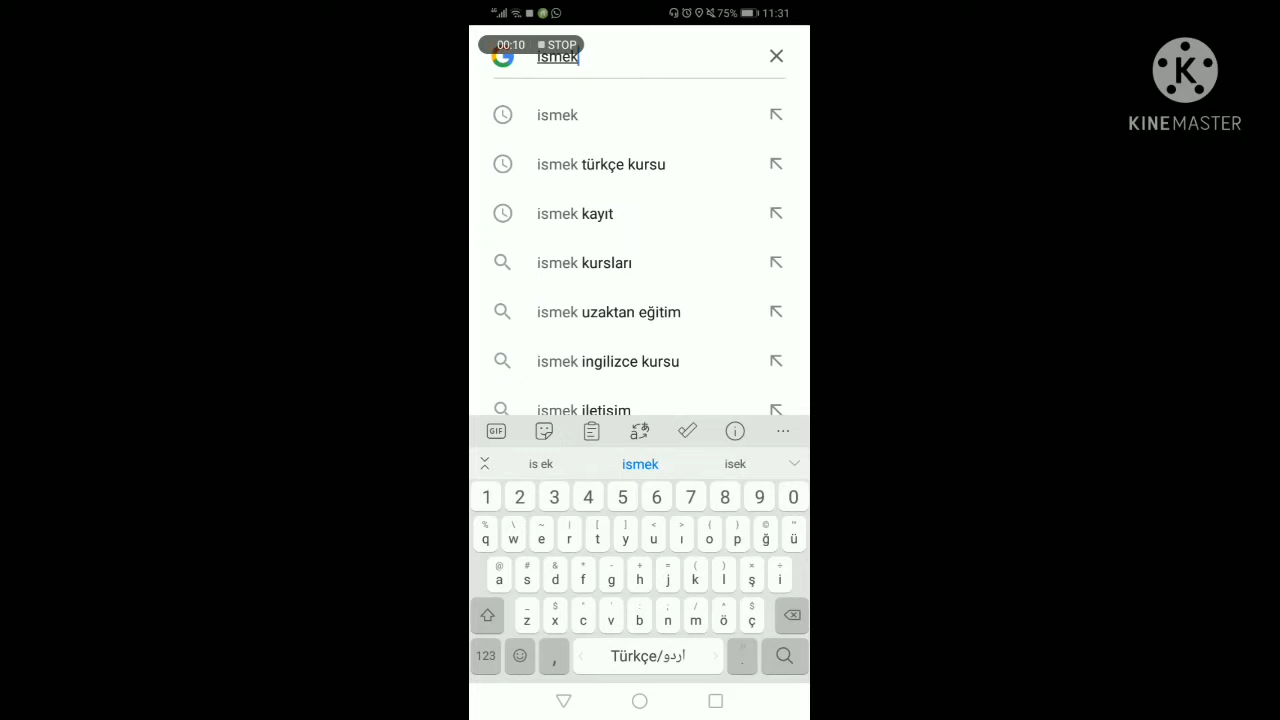 75% 11:31
00:10 STOP
ismek
KINEMASTER
ismek
ismek türkçe kursu
ismek kayıt
ismek kursları
ismek uzaktan eğitim
ismek ingilizce kursu
ismek iletişim
GIF
is ek ismek isek
1 2 3 4 5 6 7 8 9 0
q w e r t y u ı o p ğ ü
a s d f g h j k l ş i
z x c v b n m ö ç
123 , Türkçe/اردو .